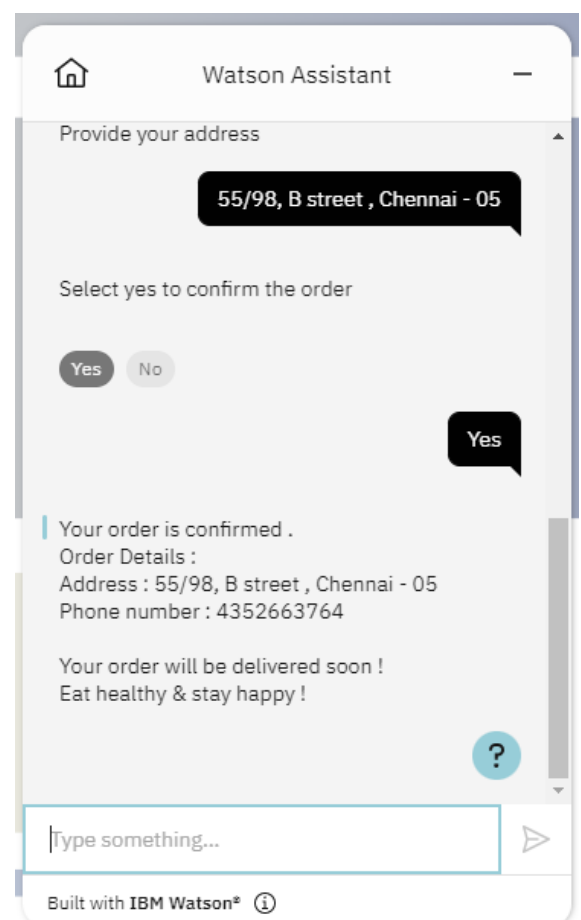 Watson Assistant
Provide your address
55/98, B street , Chennai - 05
Select yes to confirm the order
Yes No
Yes
Your order is confirmed .
Order Details :
Address : 55/98, B street , Chennai - 05
Phone number : 4352663764
Your order will be delivered soon !
Eat healthy & stay happy !
?
Type something...
Built with IBM Watson®